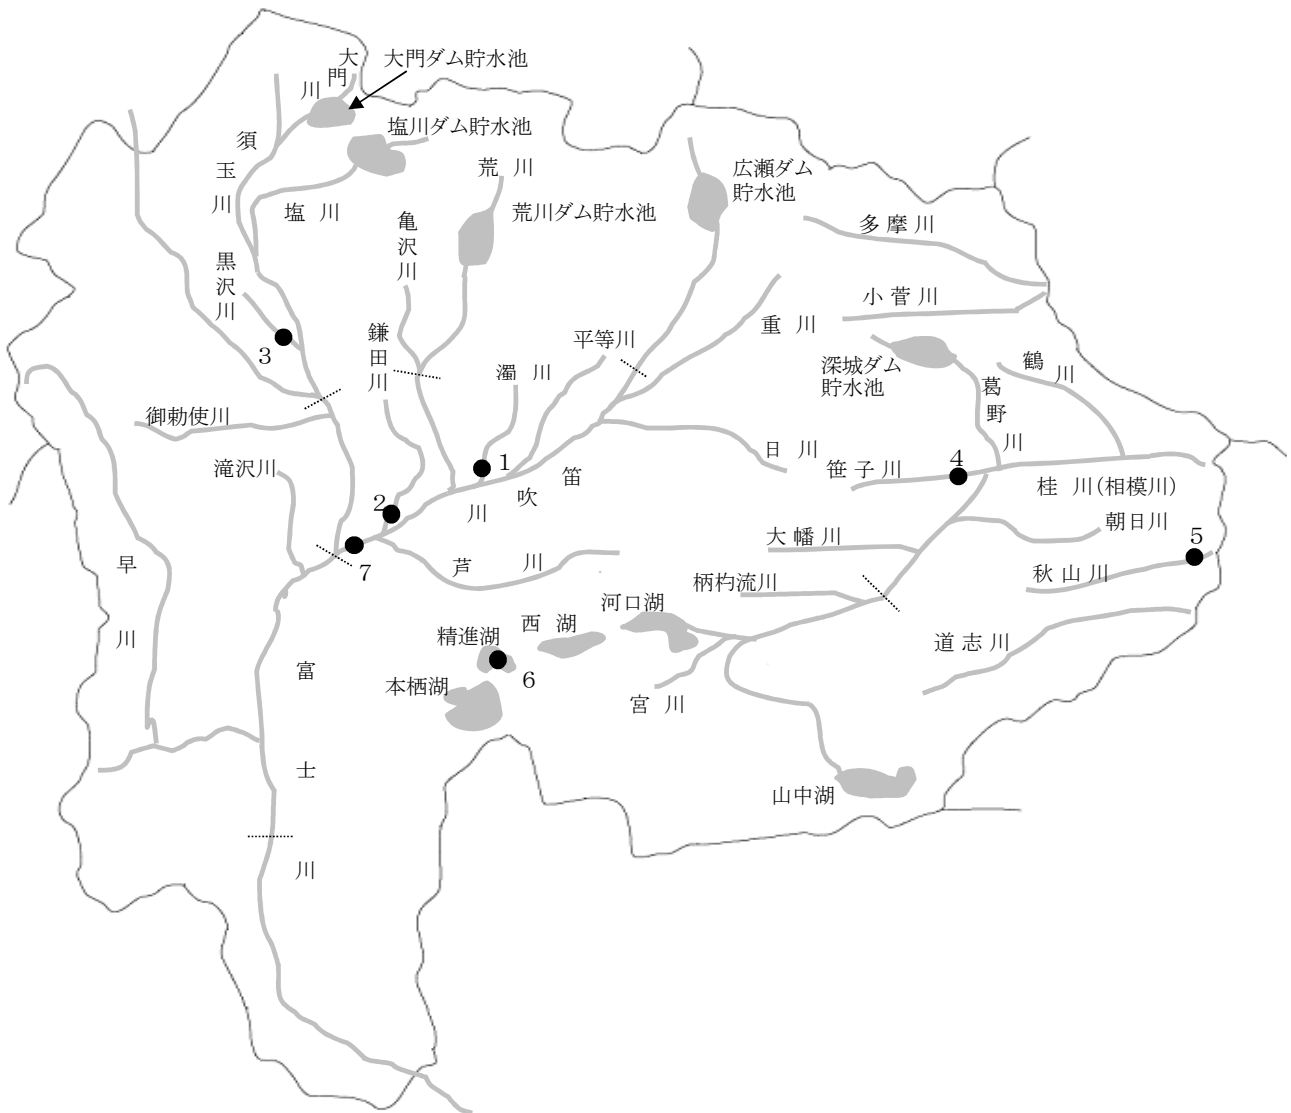 大門川
大門ダム貯水池
塩川ダム貯水池
須玉川
塩川
荒川
荒川ダム貯水池
亀沢川
広瀬ダム
貯水池
多摩川
黒沢川
3
小菅川
重川
鎌田川
平等川
濁川
深城ダム
貯水池
鶴川
葛野川
御勅使川
滝沢川
1
日川
笹子川
4
桂川(相模川)
2
笛吹川
大幡川
朝日川
5
7
芦川
柄杓流川
秋山川
早川
河口湖
西湖
精進湖
6
本栖湖
道志川
宮川
山中湖
富士川